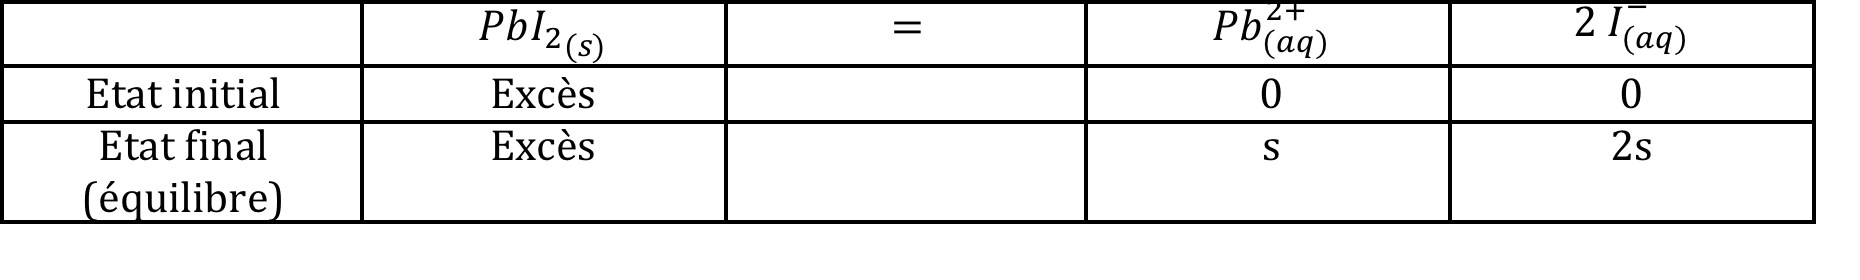 PbI₂₍ₛ₎ = Pb²⁺(aq) 2 I⁻(aq)
Etat initial Excès 0 0
Etat final Excès s 2s
(équilibre)